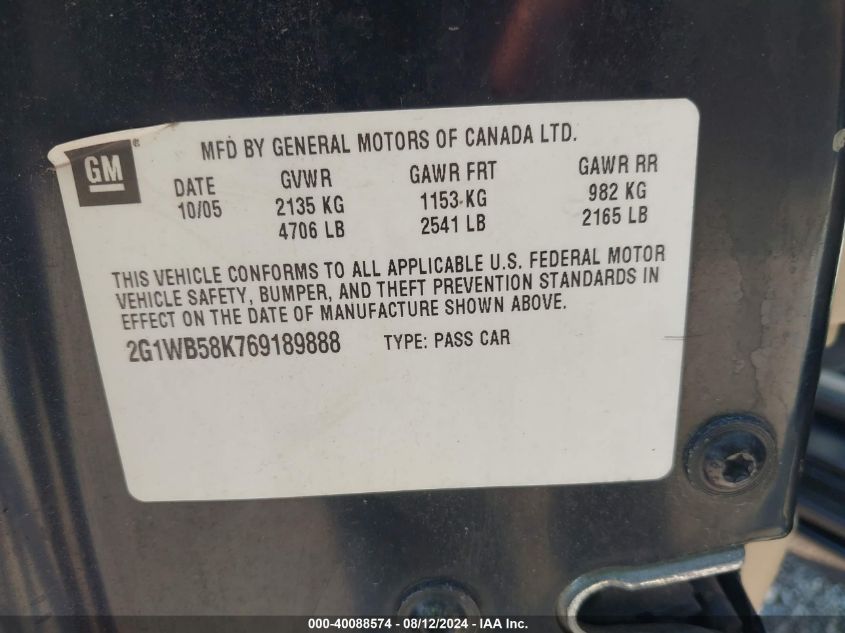 GM ®
MFD BY GENERAL MOTORS OF CANADA LTD.
DATE GVWR GAWR FRT GAWR RR
10/05 2135 KG 1153 KG 982 KG
4706 LB 2541 LB 2165 LB
THIS VEHICLE CONFORMS TO ALL APPLICABLE U.S. FEDERAL MOTOR
VEHICLE SAFETY, BUMPER, AND THEFT PREVENTION STANDARDS IN
EFFECT ON THE DATE OF MANUFACTURE SHOWN ABOVE.
2G1WB58K769189888 TYPE: PASS CAR
000-40088574 - 08/12/2024 - IAA Inc.